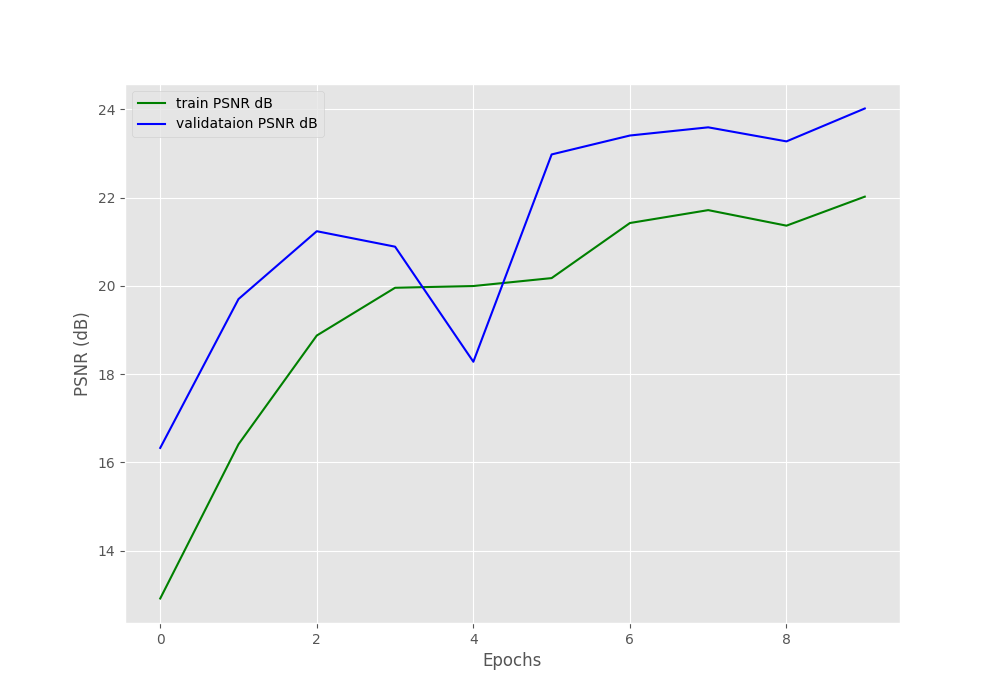 train PSNR dB
validataion PSNR dB
24
22
20
18
16
14
PSNR (dB)
0 2 4 6 8
Epochs